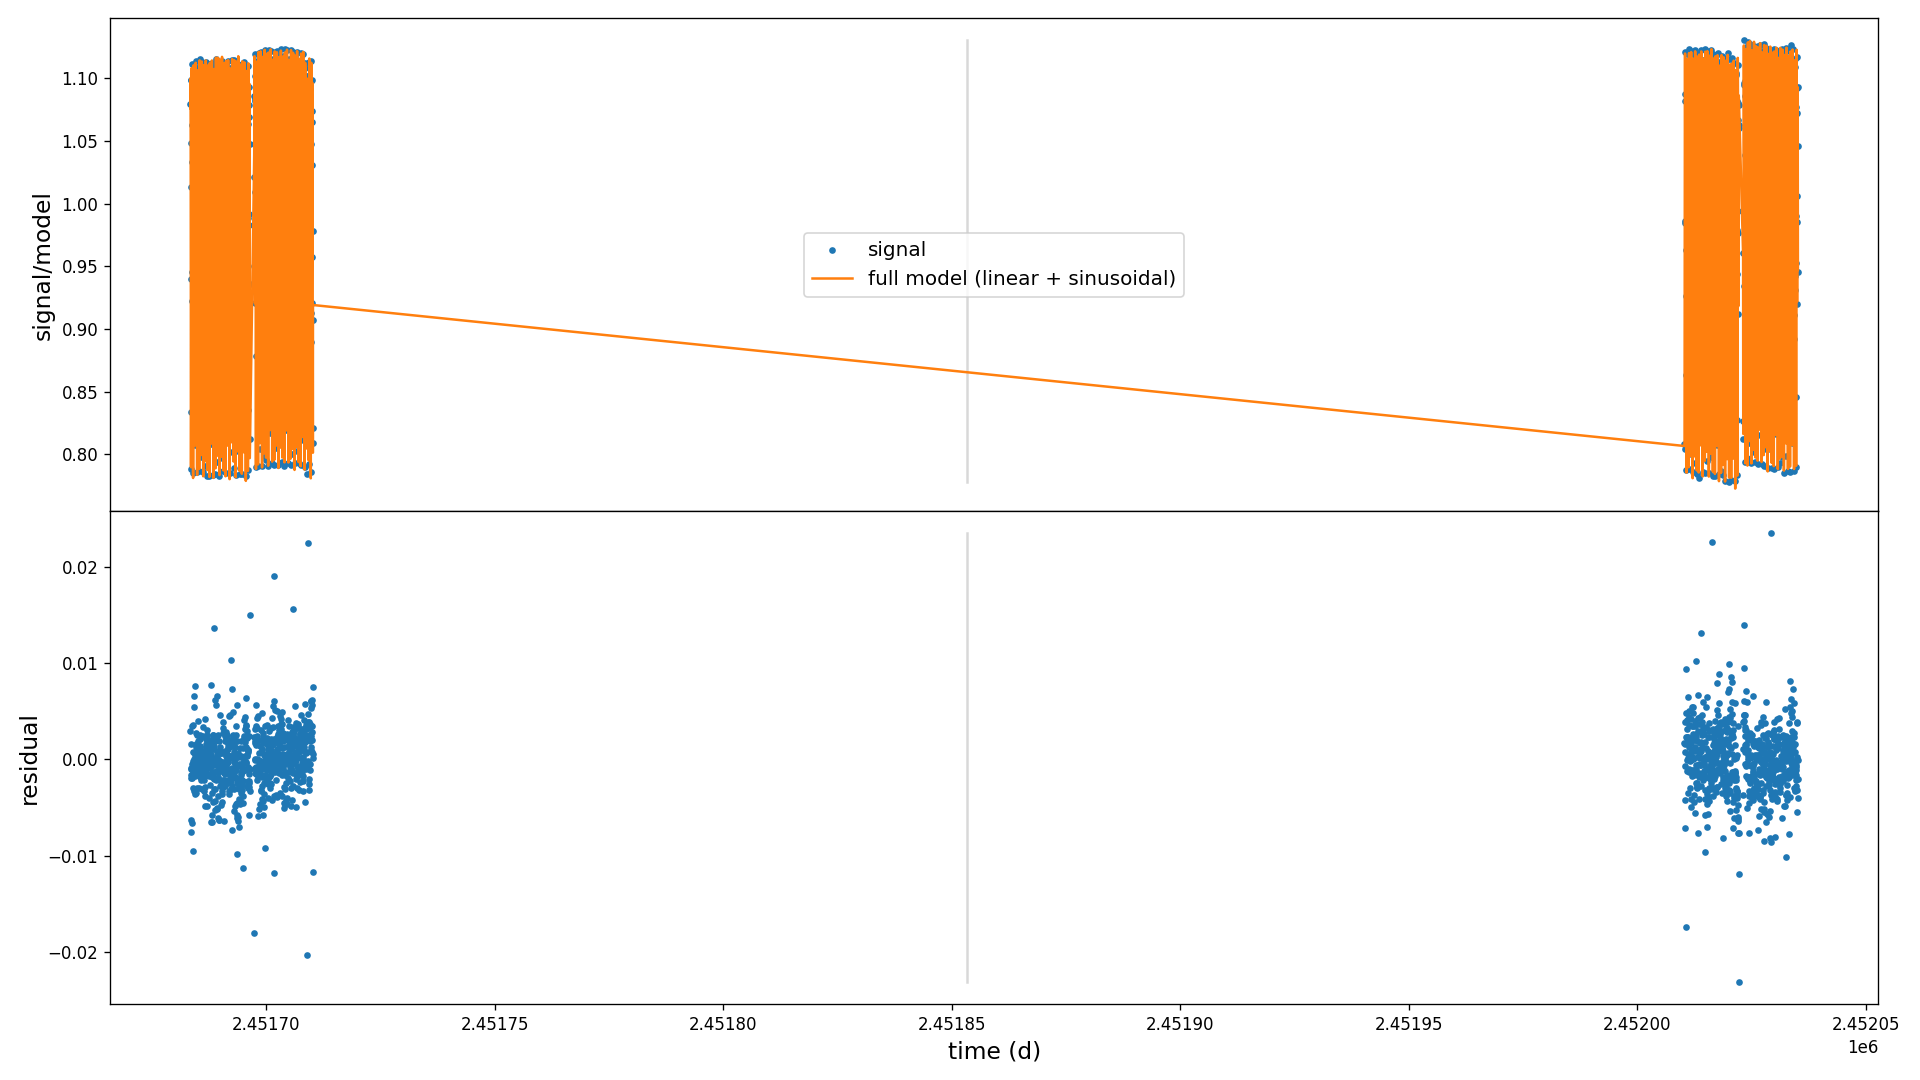 signal/model
1.10
1.05
1.00
0.95
0.90
0.85
0.80
signal
full model (linear + sinusoidal)
residual
0.02
0.01
0.00
−0.01
−0.02
2.45170 2.45175 2.45180 2.45185 2.45190 2.45195 2.45200 2.45205
1e6
time (d)